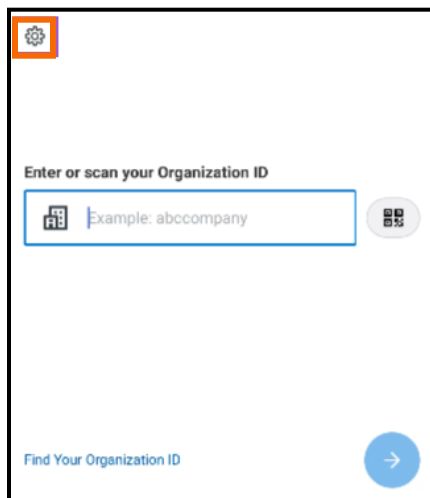 Enter or scan your Organization ID
Example: abccompany
Find Your Organization ID